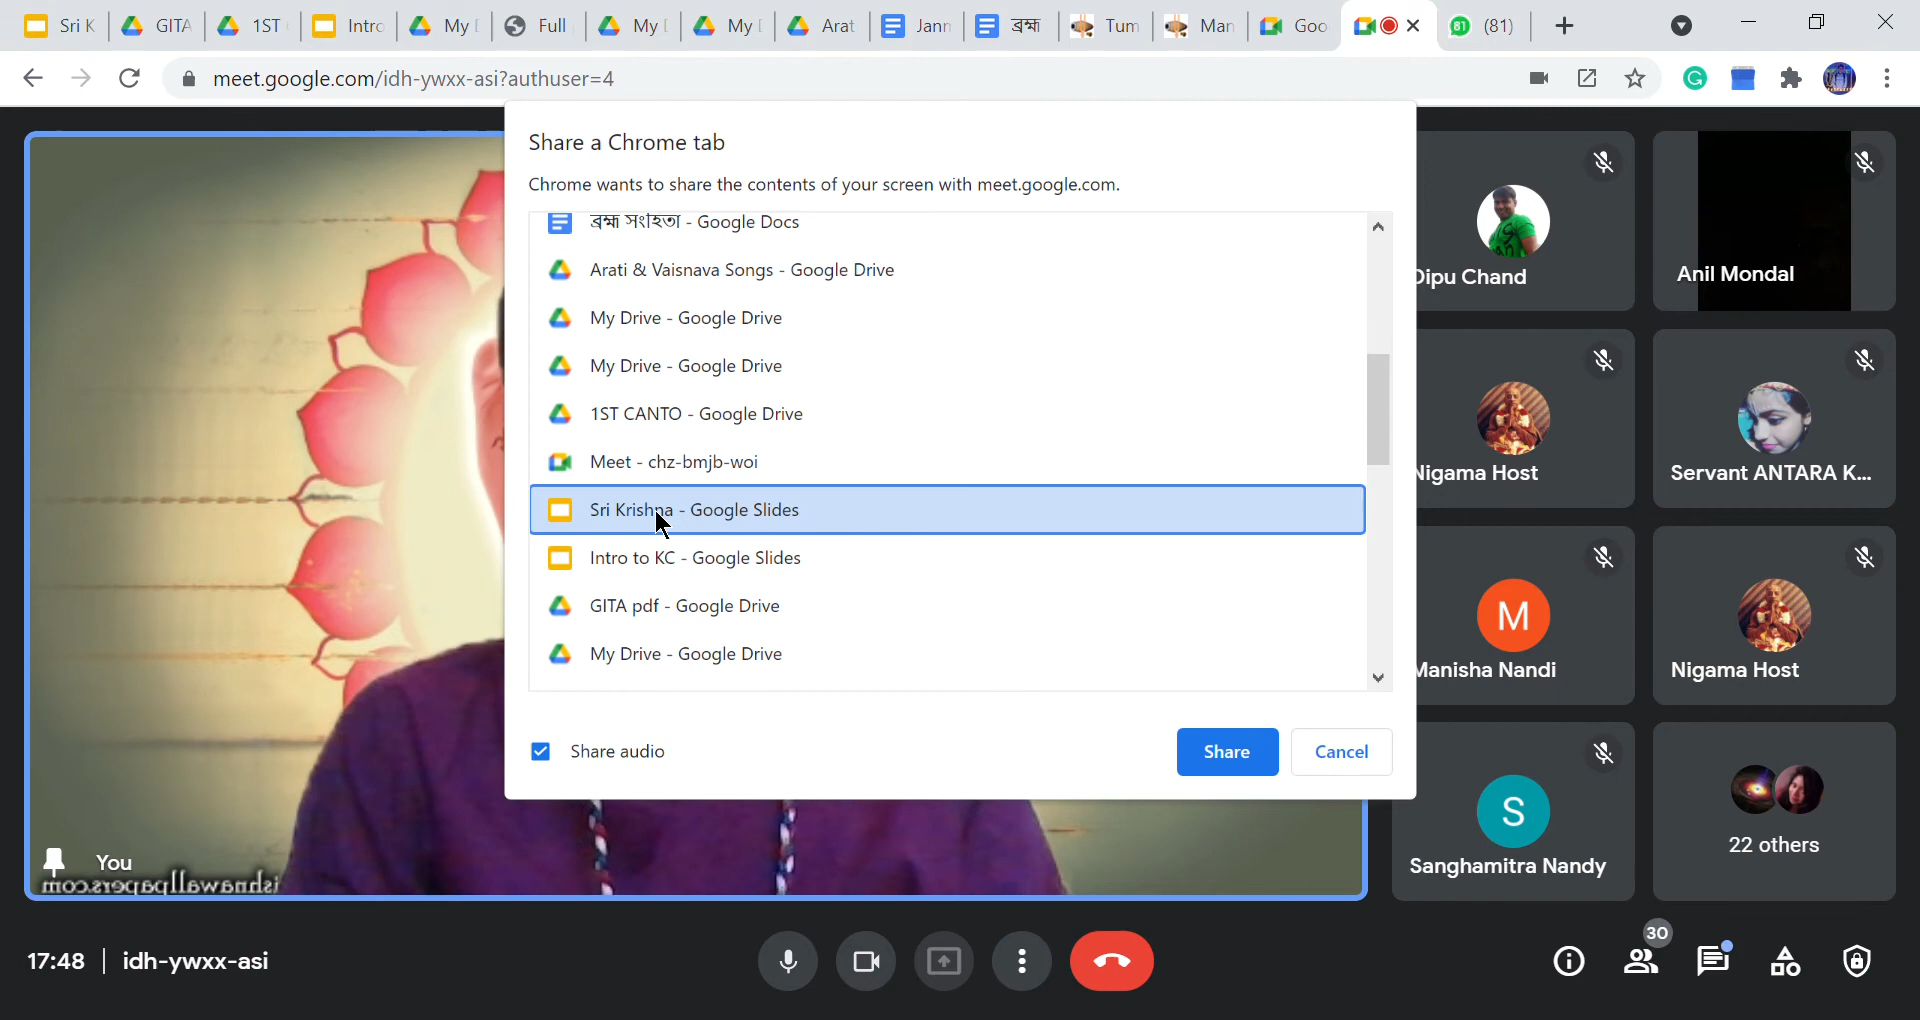 Sri K
GITA
1ST
Intro
My
Full
My
My
Arat
Jann
ব্রহ্ম
Tum
Man
Goo
81 (81)
meet.google.com/idh-ywxx-asi?authuser=4
Share a Chrome tab
Chrome wants to share the contents of your screen with meet.google.com.
ব্রহ্ম সংহিতা - Google Docs
Arati & Vaisnava Songs - Google Drive
My Drive - Google Drive
My Drive - Google Drive
1ST CANTO - Google Drive
Meet - chz-bmjb-woi
Sri Krishna - Google Slides
Intro to KC - Google Slides
GITA pdf - Google Drive
My Drive - Google Drive
Share audio
Share
Cancel
Dipu Chand
Anil Mondal
Nigama Host
Servant ANTARA K...
M
Manisha Nandi
Nigama Host
S
Sanghamitra Nandy
22 others
You
ishnawallpapers.com
17:48
idh-ywxx-asi
30